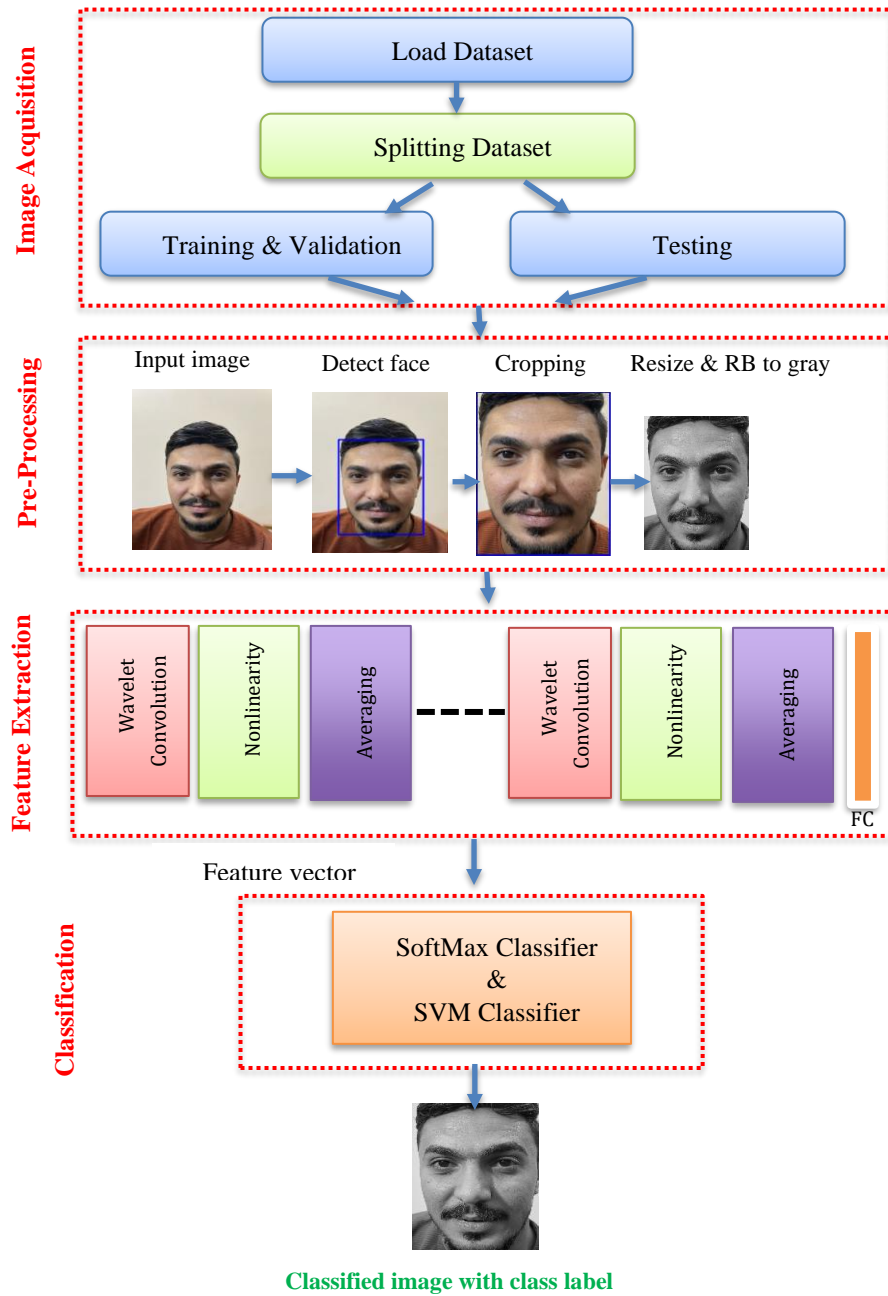 Image Acquisition
Load Dataset
Splitting Dataset
Training & Validation
Testing
Pre-Processing
Input image
Detect face
Cropping
Resize & RB to gray
Feature Extraction
Wavelet
Convolution
Nonlinearity
Averaging
Wavelet
Convolution
Nonlinearity
Averaging
FC
Feature vector
Classification
SoftMax Classifier
&
SVM Classifier
Classified image with class label